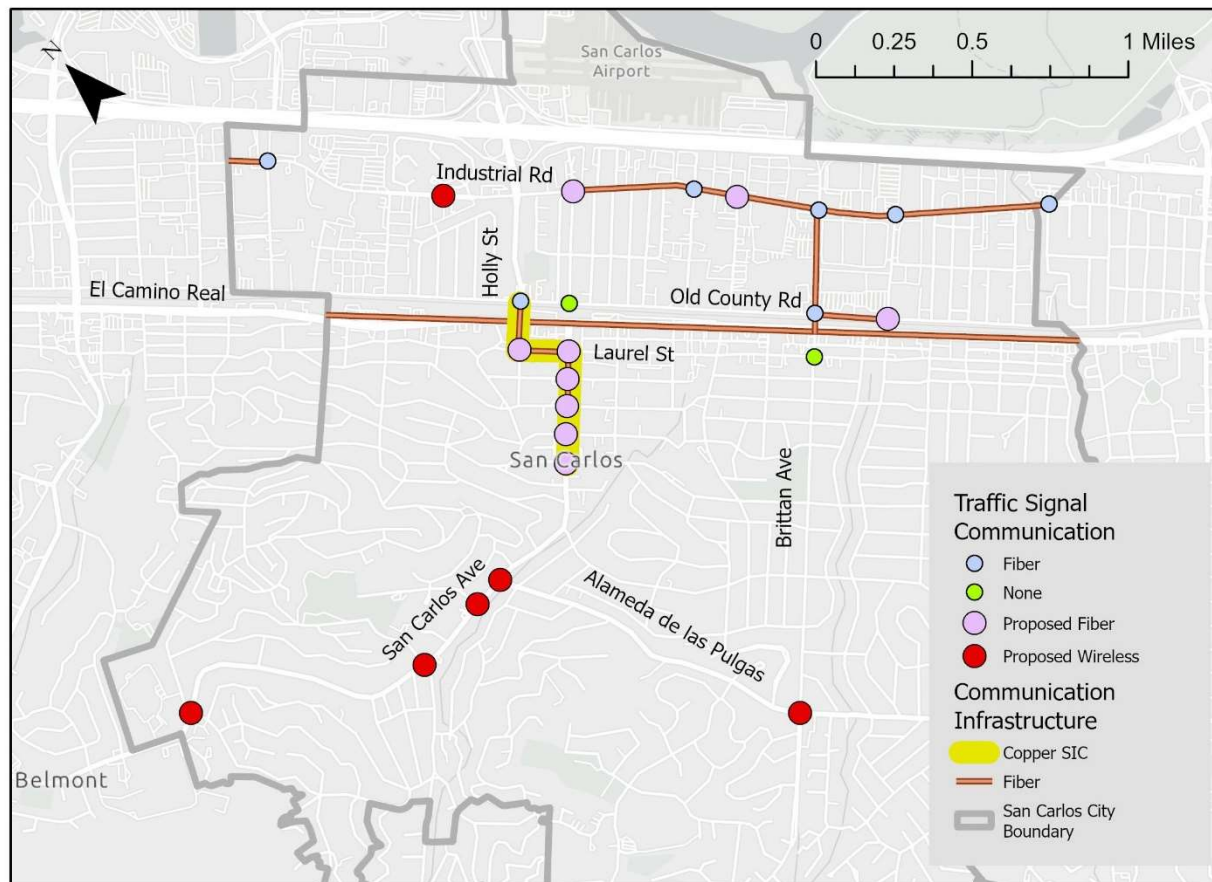 N
San Carlos
Airport
0 0.25 0.5 1 Miles
Industrial Rd
Holly St
El Camino Real
Old County Rd
Laurel St
San Carlos
Brittan Ave
San Carlos Ave
Alameda de las Pulgas
Belmont
Traffic Signal
Communication
Fiber
None
Proposed Fiber
Proposed Wireless
Communication
Infrastructure
Copper SIC
Fiber
San Carlos City
Boundary